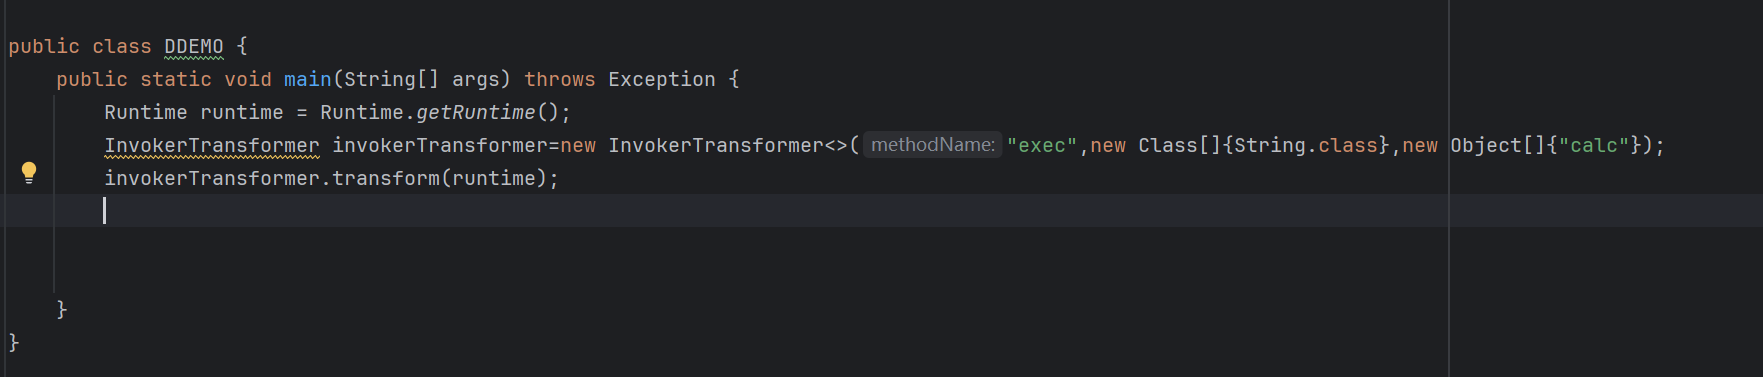 public class DDEMO {
public static void main(String[] args) throws Exception {
Runtime runtime = Runtime.getRuntime();
InvokerTransformer invokerTransformer=new InvokerTransformer<>( methodName: "exec",new Class[]{String.class},new Object[]{"calc"});
invokerTransformer.transform(runtime);
}
}